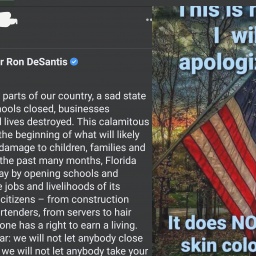 r Ron DeSantis
parts of our country, a sad state
ools closed, businesses
lives destroyed. This calamitous
the beginning of what will likely
damage to children, families and
the past many months, Florida
ay by opening schools and
e jobs and livelihoods of its
citizens – from construction
rtenders, from servers to hair
one has a right to earn a living.
ar: we will not let anybody close
we will not let anybody take your
This is n
I wil
apologiz
It does NO
skin colo